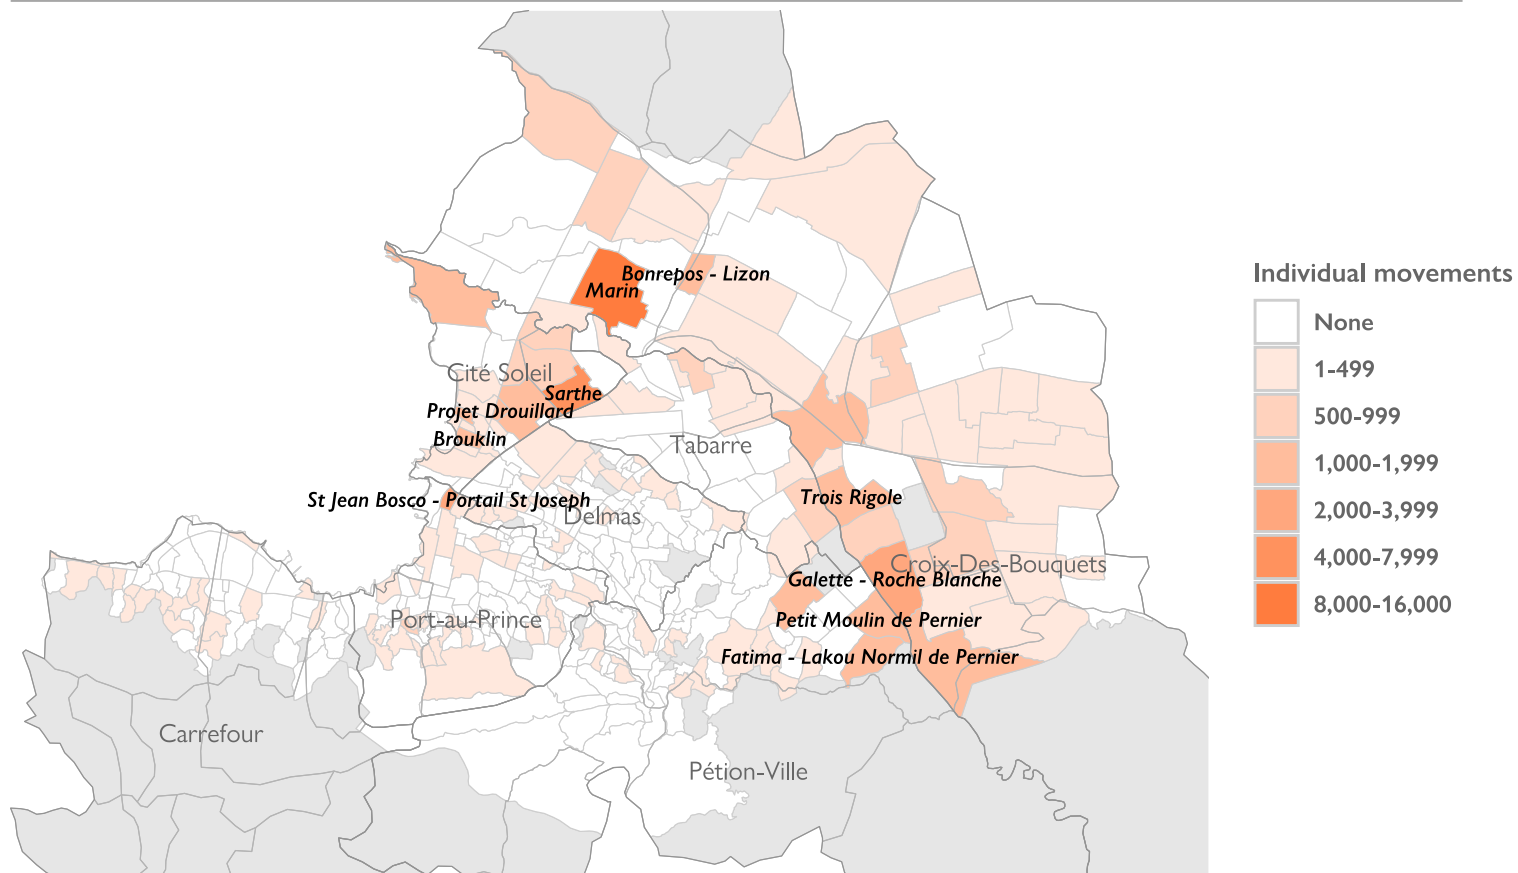 Bonrepos - Lizon
Marin
Individual movements
None
1-499
500-999
1,000-1,999
2,000-3,999
4,000-7,999
8,000-16,000
Cité Soleil
Sarthe
Projet Drouillard
Brouklin
Tabarre
St Jean Bosco - Portail St Joseph
Trois Rigole
Delmas
Croix-Des-Bouquets
Galette - Roche Blanche
Port-au-Prince
Petit Moulin de Pernier
Fatima - Lakou Normil de Pernier
Carrefour
Pétion-Ville